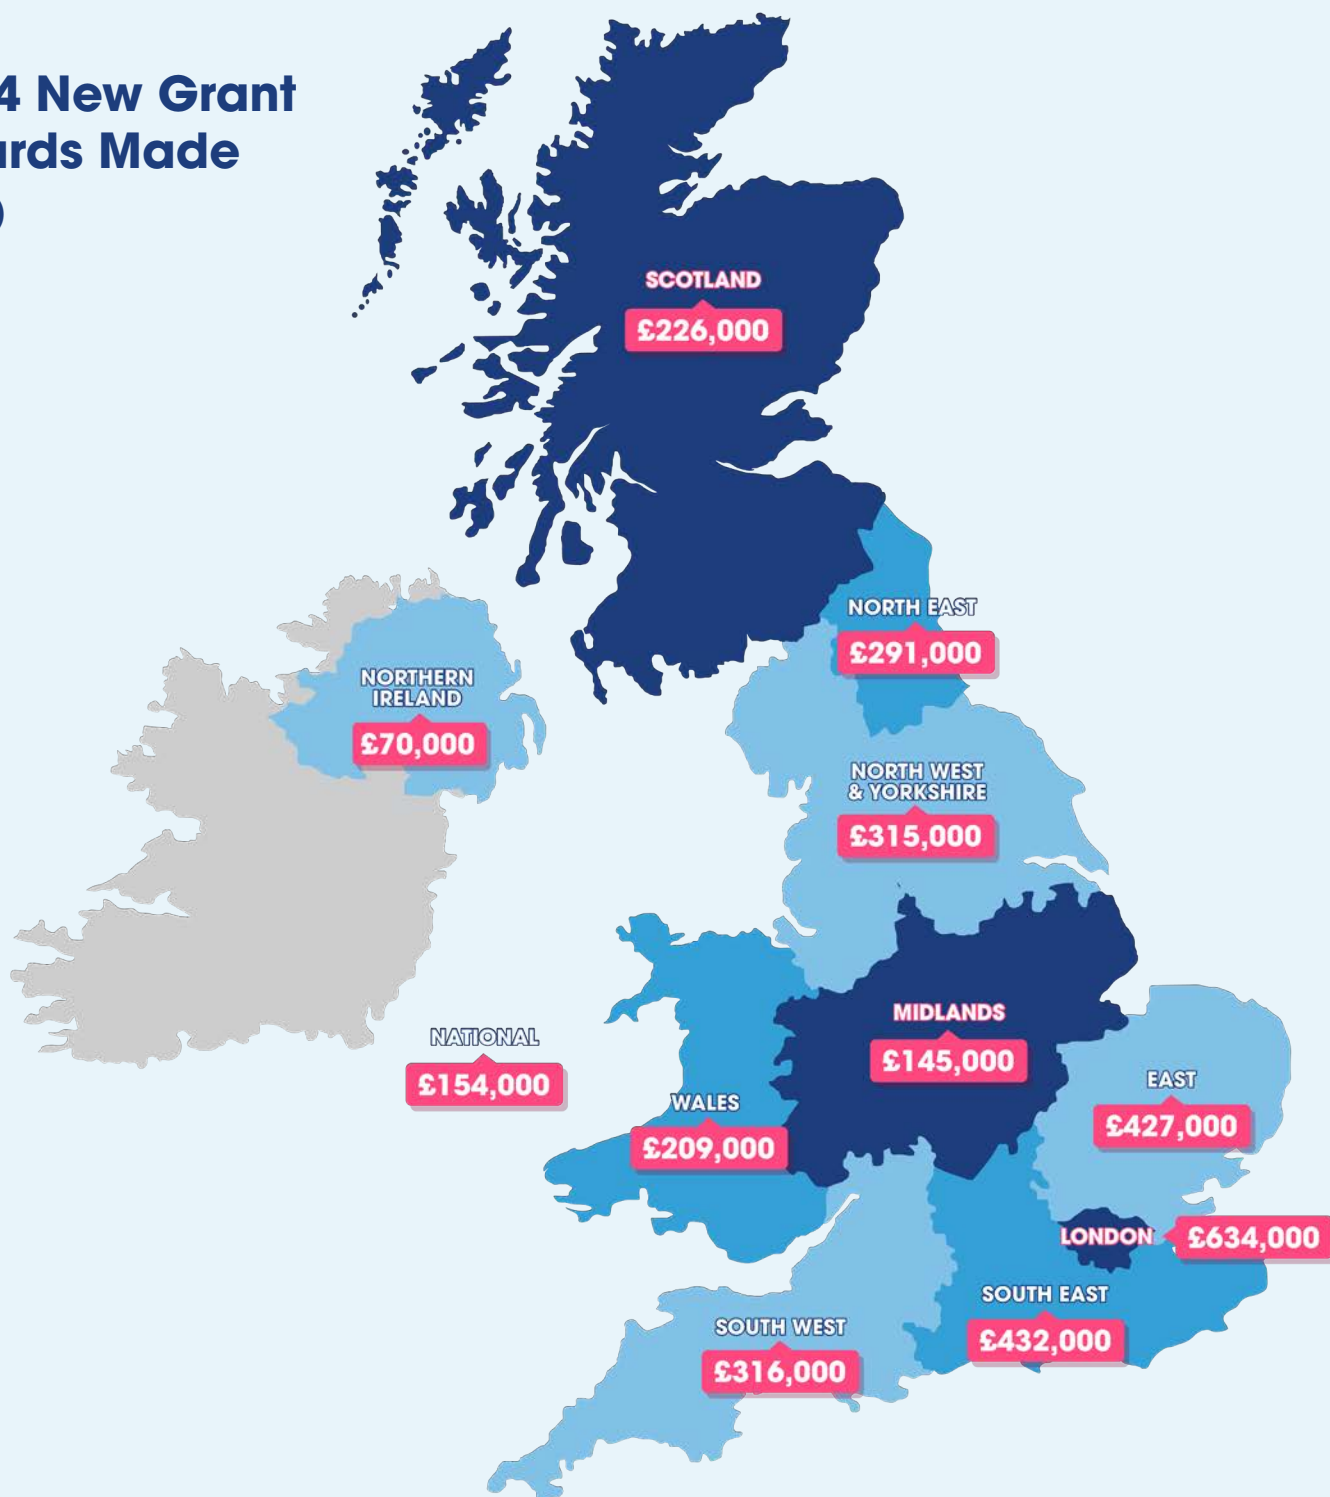 4 New Grant
rds Made
)
SCOTLAND
£226,000
NORTH EAST
£291,000
NORTHERN
IRELAND
£70,000
NORTH WEST
& YORKSHIRE
£315,000
MIDLANDS
£145,000
NATIONAL
£154,000
EAST
£427,000
WALES
£209,000
LONDON
£634,000
SOUTH EAST
£432,000
SOUTH WEST
£316,000